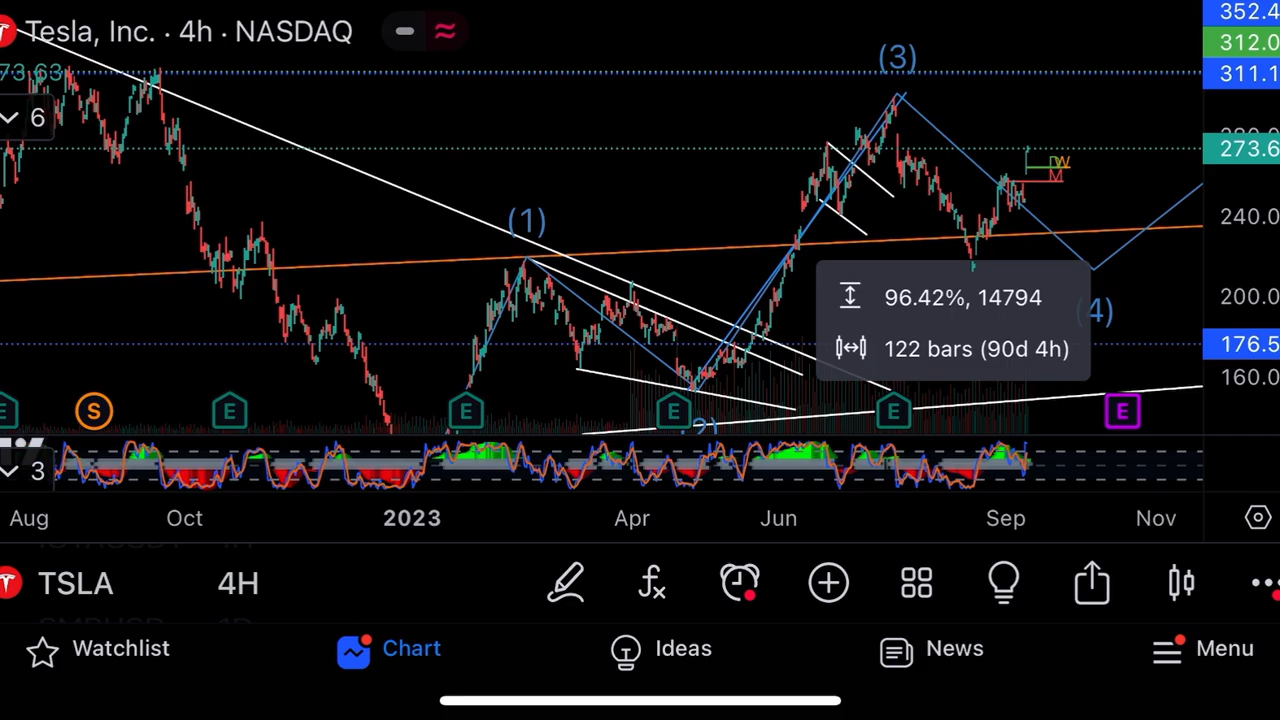 Tesla, Inc. · 4h · NASDAQ
352.4
312.0
311.1
73.63
(3)
6
273.6
W
M
(1)
240.0
96.42%, 14794
200.0
(4)
122 bars (90d 4h)
176.5
160.0
E
S
E
E
E
E
E
3
Aug
Oct
2023
Apr
Jun
Sep
Nov
TSLA
4H
Watchlist
Chart
Ideas
News
Menu